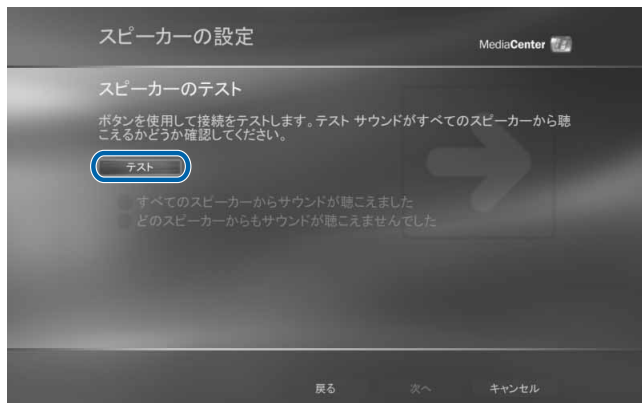 スピーカーの設定
MediaCenter
スピーカーのテスト
ボタンを使用して接続をテストします。テスト サウンドがすべてのスピーカーから聴
こえるかどうか確認してください。
テスト
すべてのスピーカーからサウンドが聴こえました
どのスピーカーからもサウンドが聴こえませんでした
戻る
次へ
キャンセル